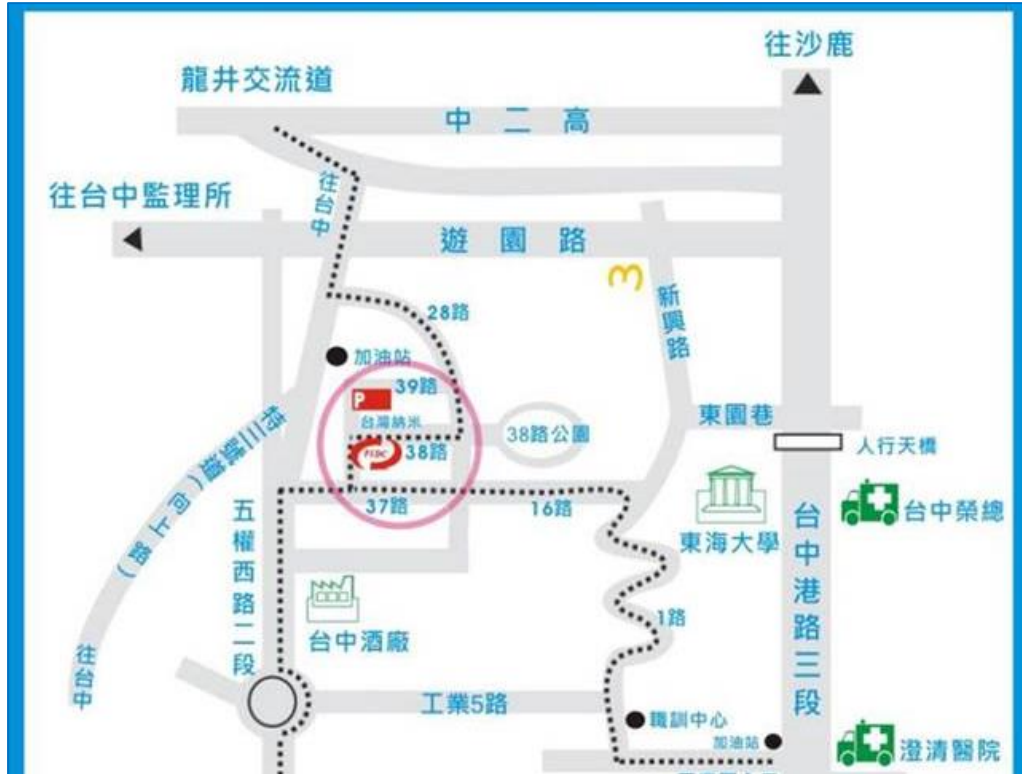 往沙鹿
龍井交流道
中二高
往台中
往台中監理所
遊園路
3
新興路
28路
加油站
39路
P
台灣納米
38路公園
東園巷
人行天橋
38路
特三號道(向上路)
37路
16路
台中榮總
東海大學
五權西路二段
台中港路三段
1路
台中酒廠
往台中
工業5路
職訓中心
加油站
澄清醫院